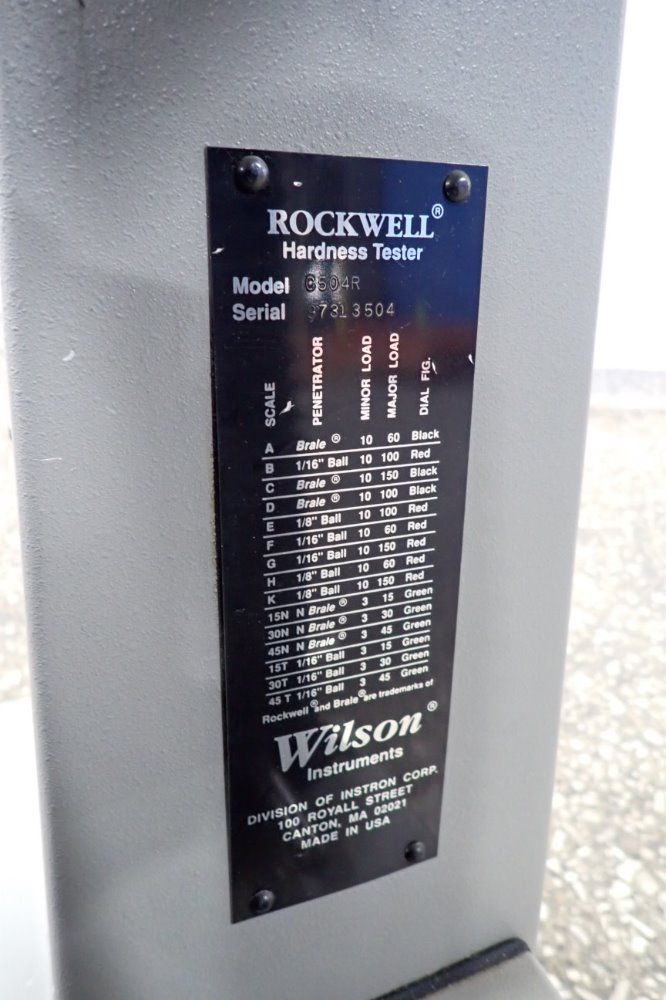 ROCKWELL®
Hardness Tester
Model C504R
Serial 973L3504
SCALE PENETRATOR MINOR LOAD MAJOR LOAD DIAL FIG.
A Brale ® 10 60 Black
B 1/16" Ball 10 100 Red
C Brale ® 10 150 Black
D Brale ® 10 100 Black
E 1/8" Ball 10 100 Red
F 1/16" Ball 10 60 Red
G 1/16" Ball 10 150 Red
H 1/8" Ball 10 60 Red
K 1/8" Ball 10 150 Red
15N N Brale ® 3 15 Green
30N N Brale ® 3 30 Green
45N N Brale ® 3 45 Green
15T 1/16" Ball 3 15 Green
30T 1/16" Ball 3 30 Green
45 T 1/16" Ball 3 45 Green
Rockwell ® and Brale ® are trademarks of
Wilson ®
Instruments
DIVISION OF INSTRON CORP.
100 ROYALL STREET
CANTON, MA 02021
MADE IN USA